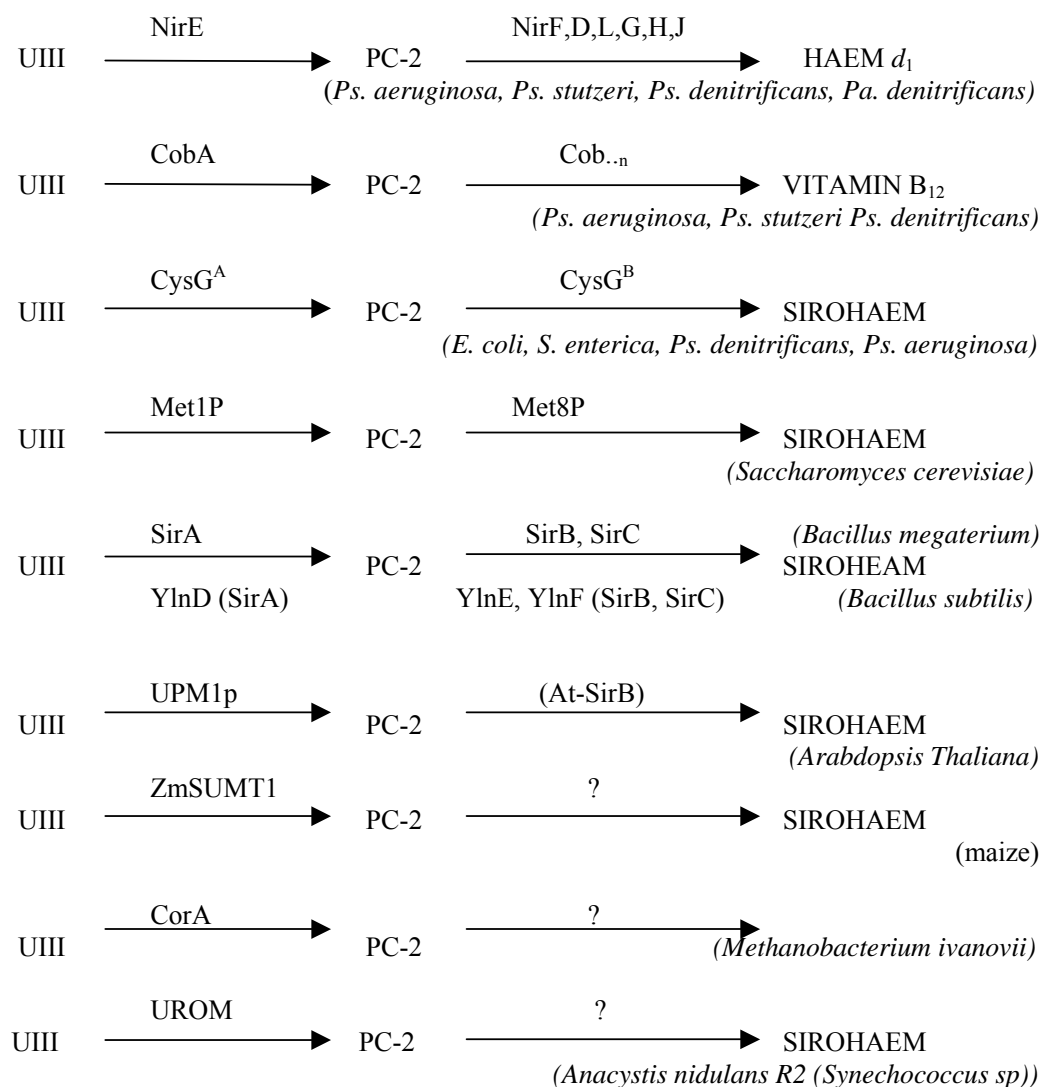 NirE NirF,D,L,G,H,J
UIII PC-2 HAEM d1
(Ps. aeruginosa, Ps. stutzeri, Ps. denitrificans, Pa. denitrificans)
CobA Cob..n
UIII PC-2 VITAMIN B12
(Ps. aeruginosa, Ps. stutzeri Ps. denitrificans)
CysGA CysGB
UIII PC-2 SIROHAEM
(E. coli, S. enterica, Ps. denitrificans, Ps. aeruginosa)
Met1P Met8P
UIII PC-2 SIROHAEM
(Saccharomyces cerevisiae)
SirA SirB, SirC (Bacillus megaterium)
UIII PC-2 SIROHEAM
YlnD (SirA) YlnE, YlnF (SirB, SirC) (Bacillus subtilis)
UPM1p (At-SirB)
UIII PC-2 SIROHAEM
(Arabdopsis Thaliana)
ZmSUMT1 ?
UIII PC-2 SIROHAEM
(maize)
CorA ?
UIII PC-2 (Methanobacterium ivanovii)
UROM ?
UIII PC-2 SIROHAEM
(Anacystis nidulans R2 (Synechococcus sp))